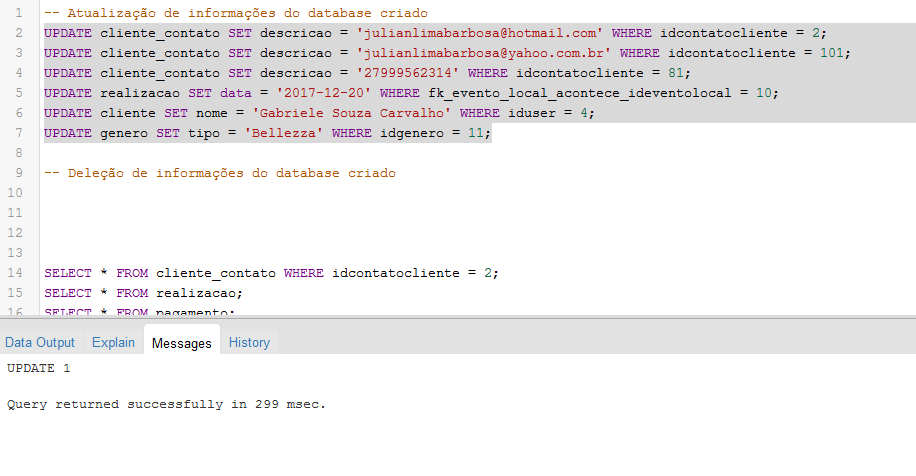 1 -- Atualização de informações do database criado
2 UPDATE cliente_contato SET descricao = 'julianlimabarbosa@hotmail.com' WHERE idcontatocliente = 2;
3 UPDATE cliente_contato SET descricao = 'julianlimabarbosa@yahoo.com.br' WHERE idcontatocliente = 101;
4 UPDATE cliente_contato SET descricao = '27999562314' WHERE idcontatocliente = 81;
5 UPDATE realizacao SET data = '2017-12-20' WHERE fk_evento_local_acontece_ideventolocal = 10;
6 UPDATE cliente SET nome = 'Gabriele Souza Carvalho' WHERE iduser = 4;
7 UPDATE genero SET tipo = 'Bellezza' WHERE idgenero = 11;
8
9 -- Deleção de informações do database criado
10
11
12
13
14 SELECT * FROM cliente_contato WHERE idcontatocliente = 2;
15 SELECT * FROM realizacao;
16 SELECT * FROM pagamento;
Data Output Explain Messages History
UPDATE 1
Query returned successfully in 299 msec.